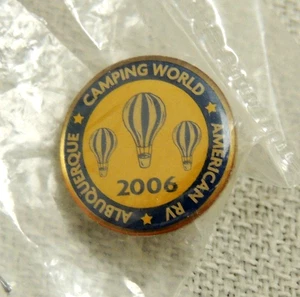 CAMPING WORLD
AMERICAN RV
ALBUQUERQUE
2006